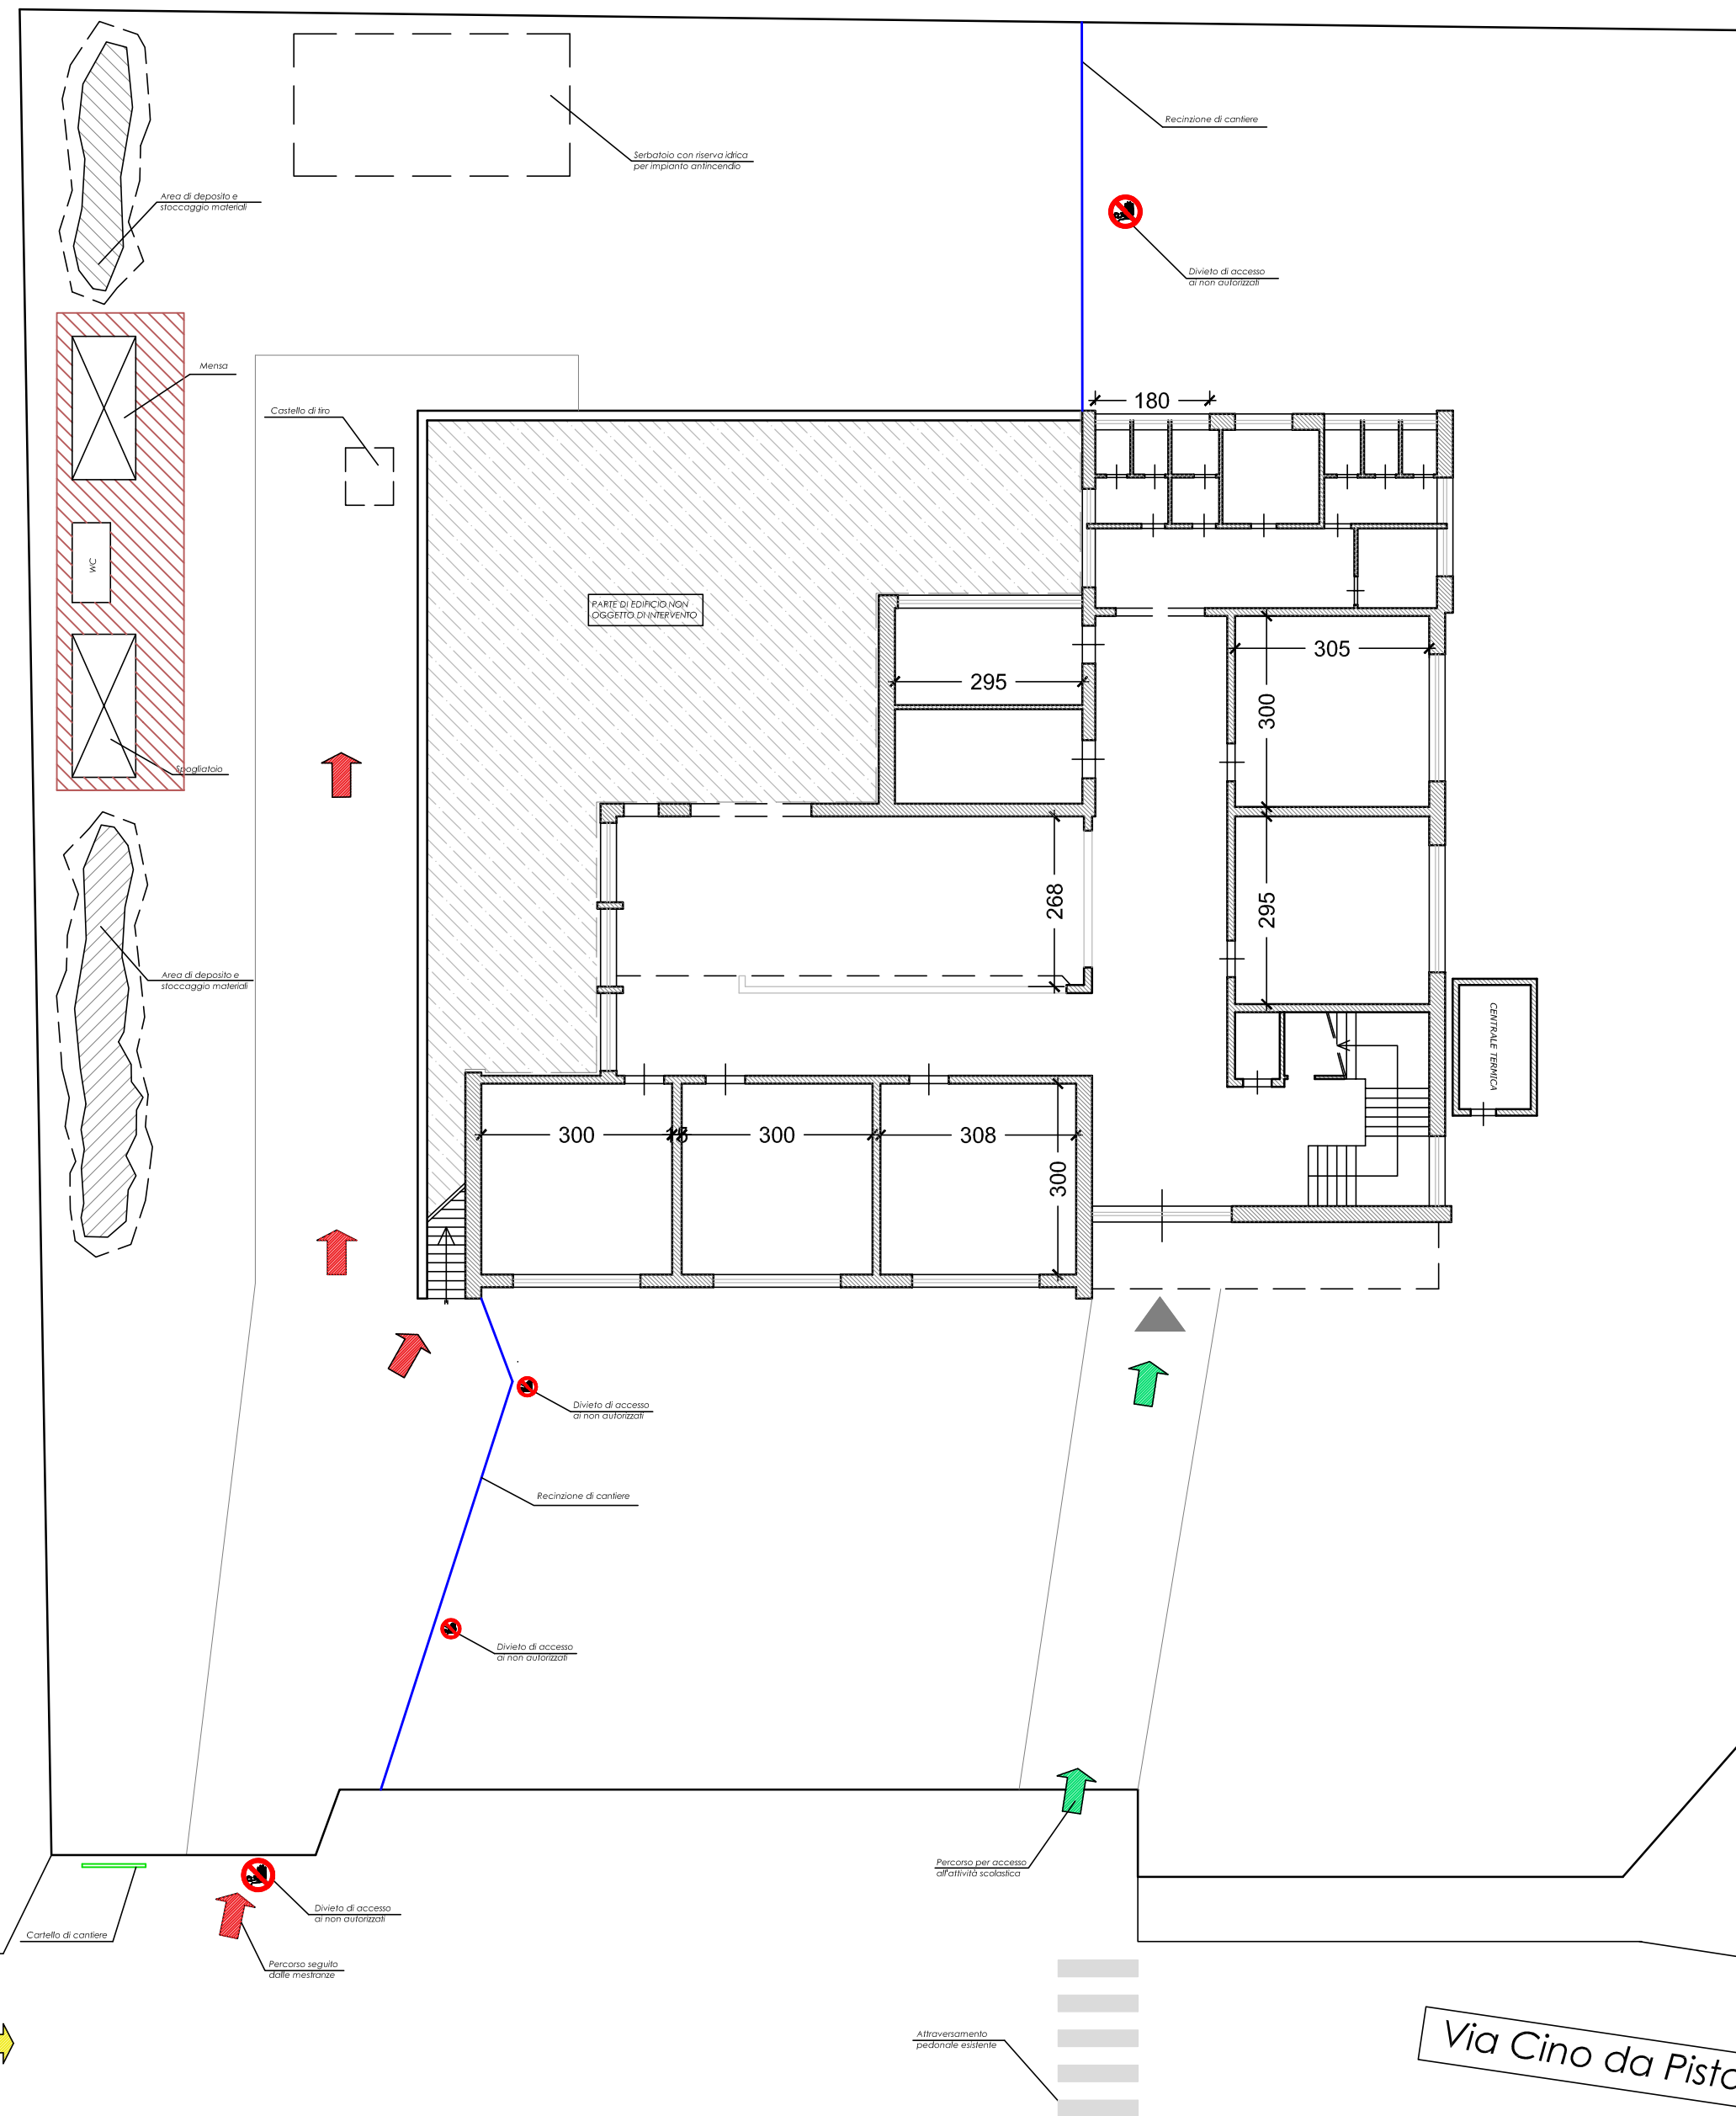 Recinzione di cantiere
Serbatoio con riserva idrica
per impianto antincendio
Area di deposito e
stoccaggio materiali
Divieto di accesso
ai non autorizzati
Mensa
Castello di tiro
180
WC
PARTE DI EDIFICIO NON
OGGETTO DI INTERVENTO
305
295
300
Spogliatoio
268
295
Area di deposito e
stoccaggio materiali
CENTRALE TERMICA
300
15
300
308
300
Divieto di accesso
ai non autorizzati
Recinzione di cantiere
Divieto di accesso
ai non autorizzati
Percorso per accesso
all'attività scolastica
Divieto di accesso
ai non autorizzati
Cartello di cantiere
Percorso seguito
dalle mestranze
Attraversamento
pedonale esistente
Via Cino da Pisto